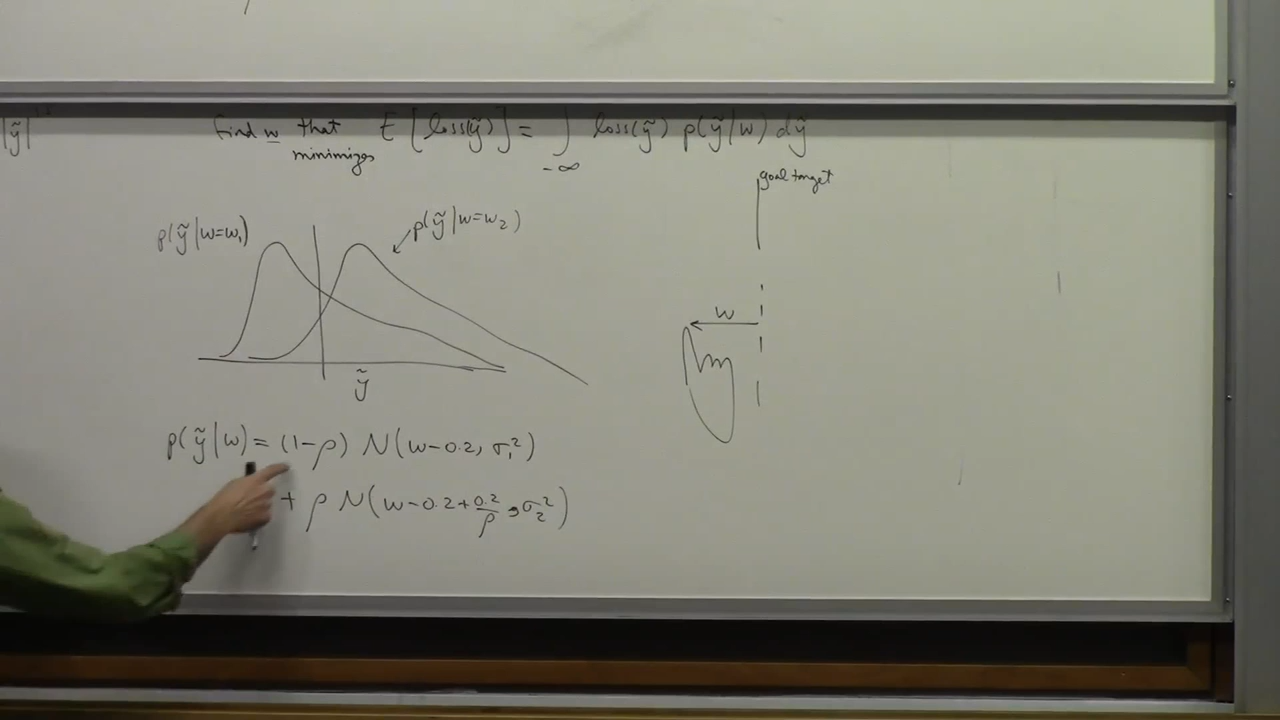 |ỹ|
find w that minimizes E[loss(ỹ)] = ∫_{-∞} loss(ỹ) p(ỹ|w) dỹ
goal target
p(ỹ|w=w₁)
p(ỹ|w=w₂)
w
ỹ
p(ỹ|w) = (1-ρ) N(w-0.2, σ₁²)
+ ρ N(w-0.2+0.2/ρ, σ₂²)